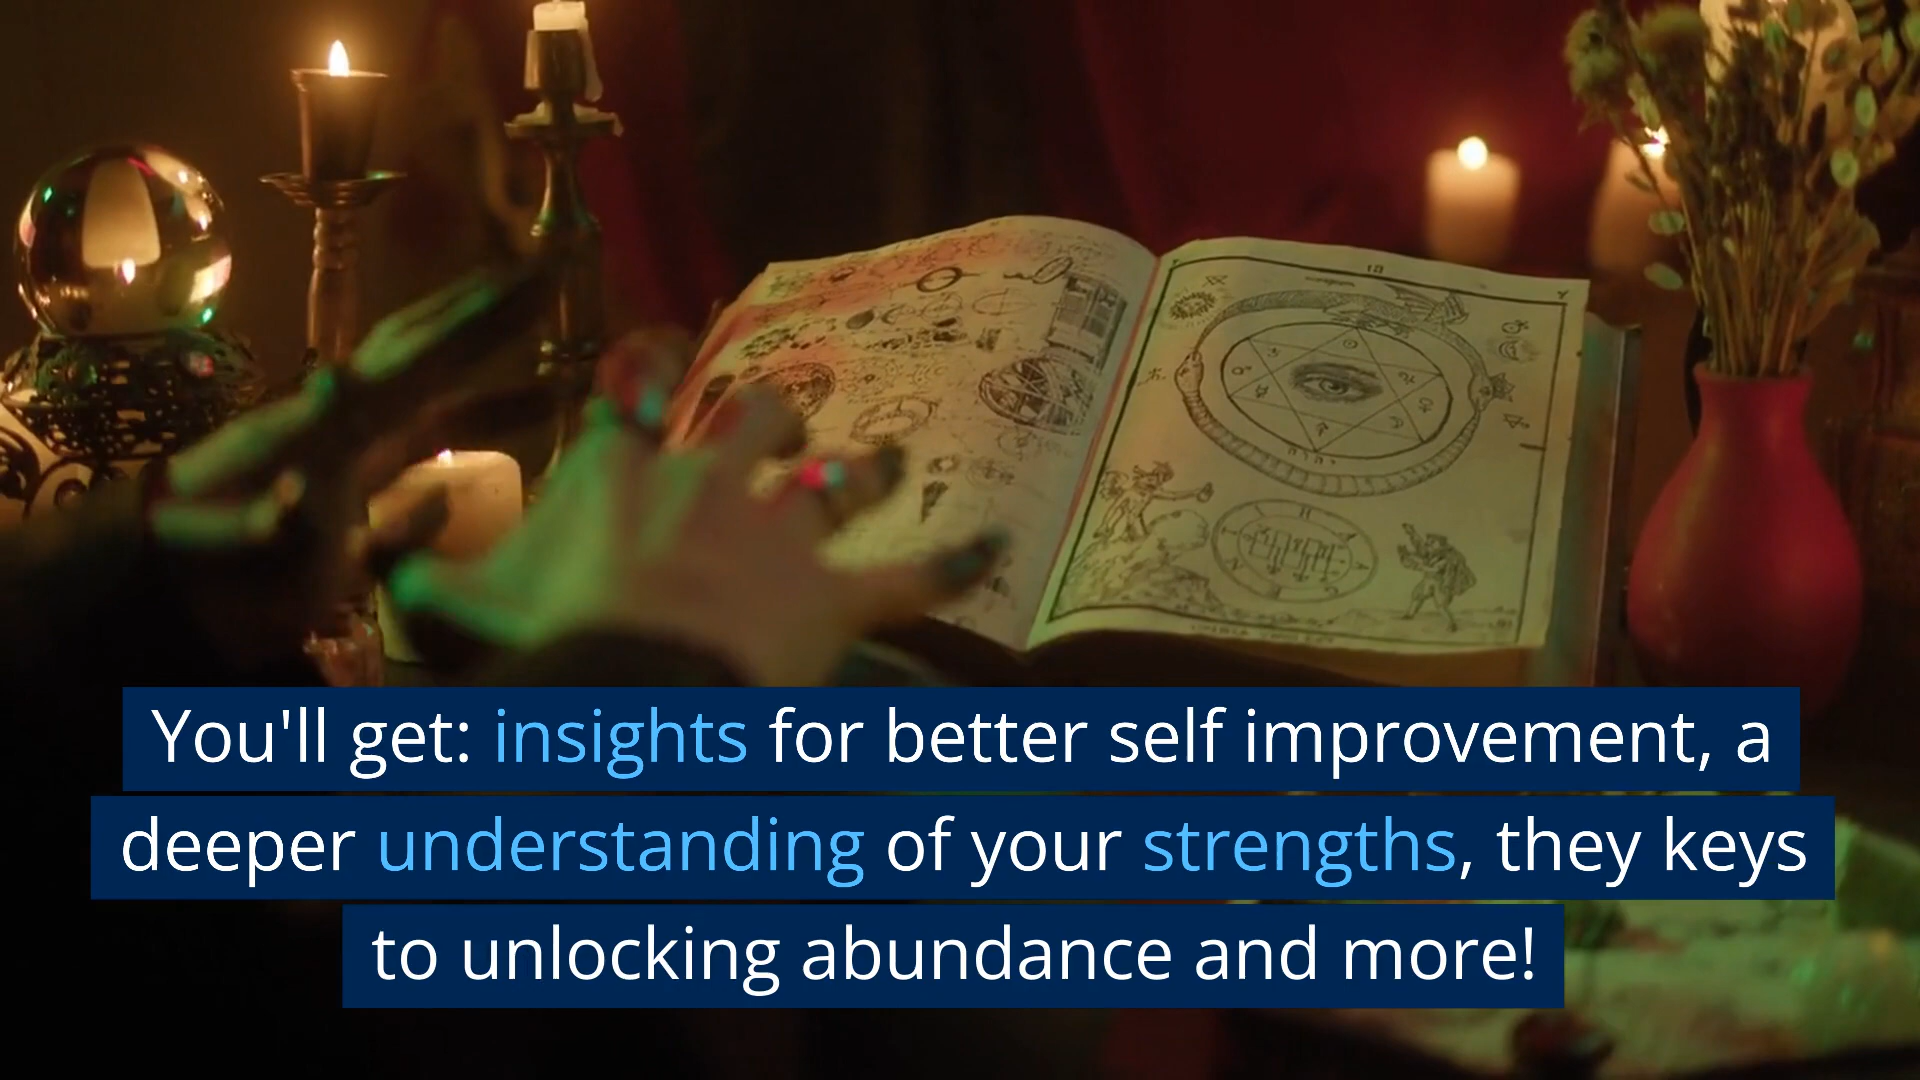 You'll get: insights for better self improvement, a
deeper understanding of your strengths, they keys
to unlocking abundance and more!